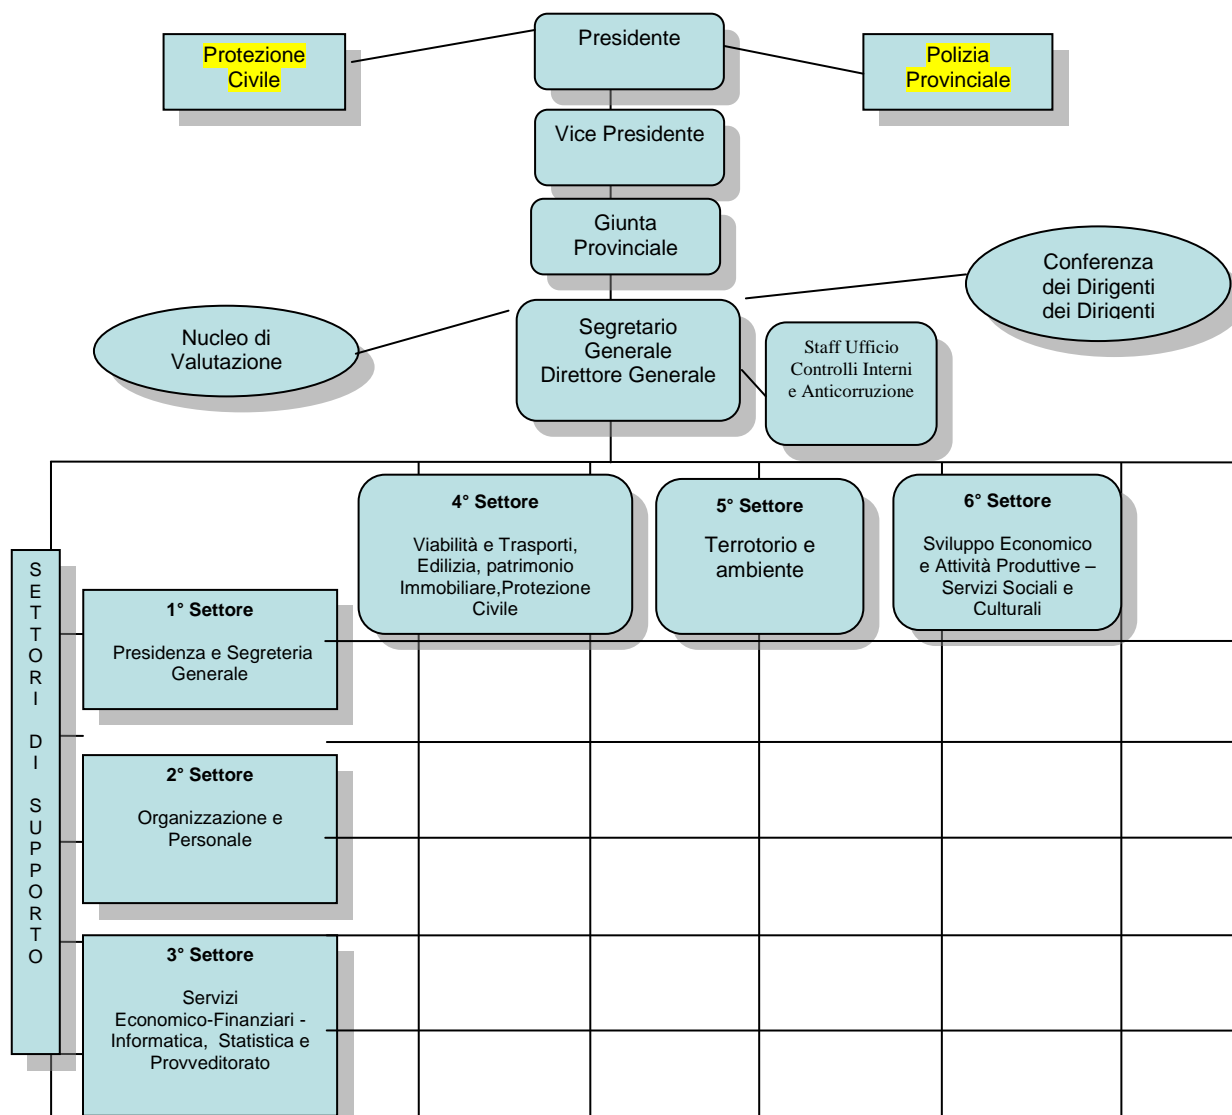 Presidente
Protezione
Civile
Polizia
Provinciale
Vice Presidente
Giunta
Provinciale
Conferenza
dei Dirigenti
dei Dirigenti
Nucleo di
Valutazione
Segretario
Generale
Direttore Generale
Staff Ufficio
Controlli Interni
e Anticorruzione
4° Settore
Viabilità e Trasporti,
Edilizia, patrimonio
Immobiliare,Protezione
Civile
5° Settore
Terrotorio e
ambiente
6° Settore
Sviluppo Economico
e Attività Produttive –
Servizi Sociali e
Culturali
S
E
T
T
O
R
I
D
I
S
U
P
P
O
R
T
O
1° Settore
Presidenza e Segreteria
Generale
2° Settore
Organizzazione e
Personale
3° Settore
Servizi
Economico-Finanziari -
Informatica, Statistica e
Provveditorato